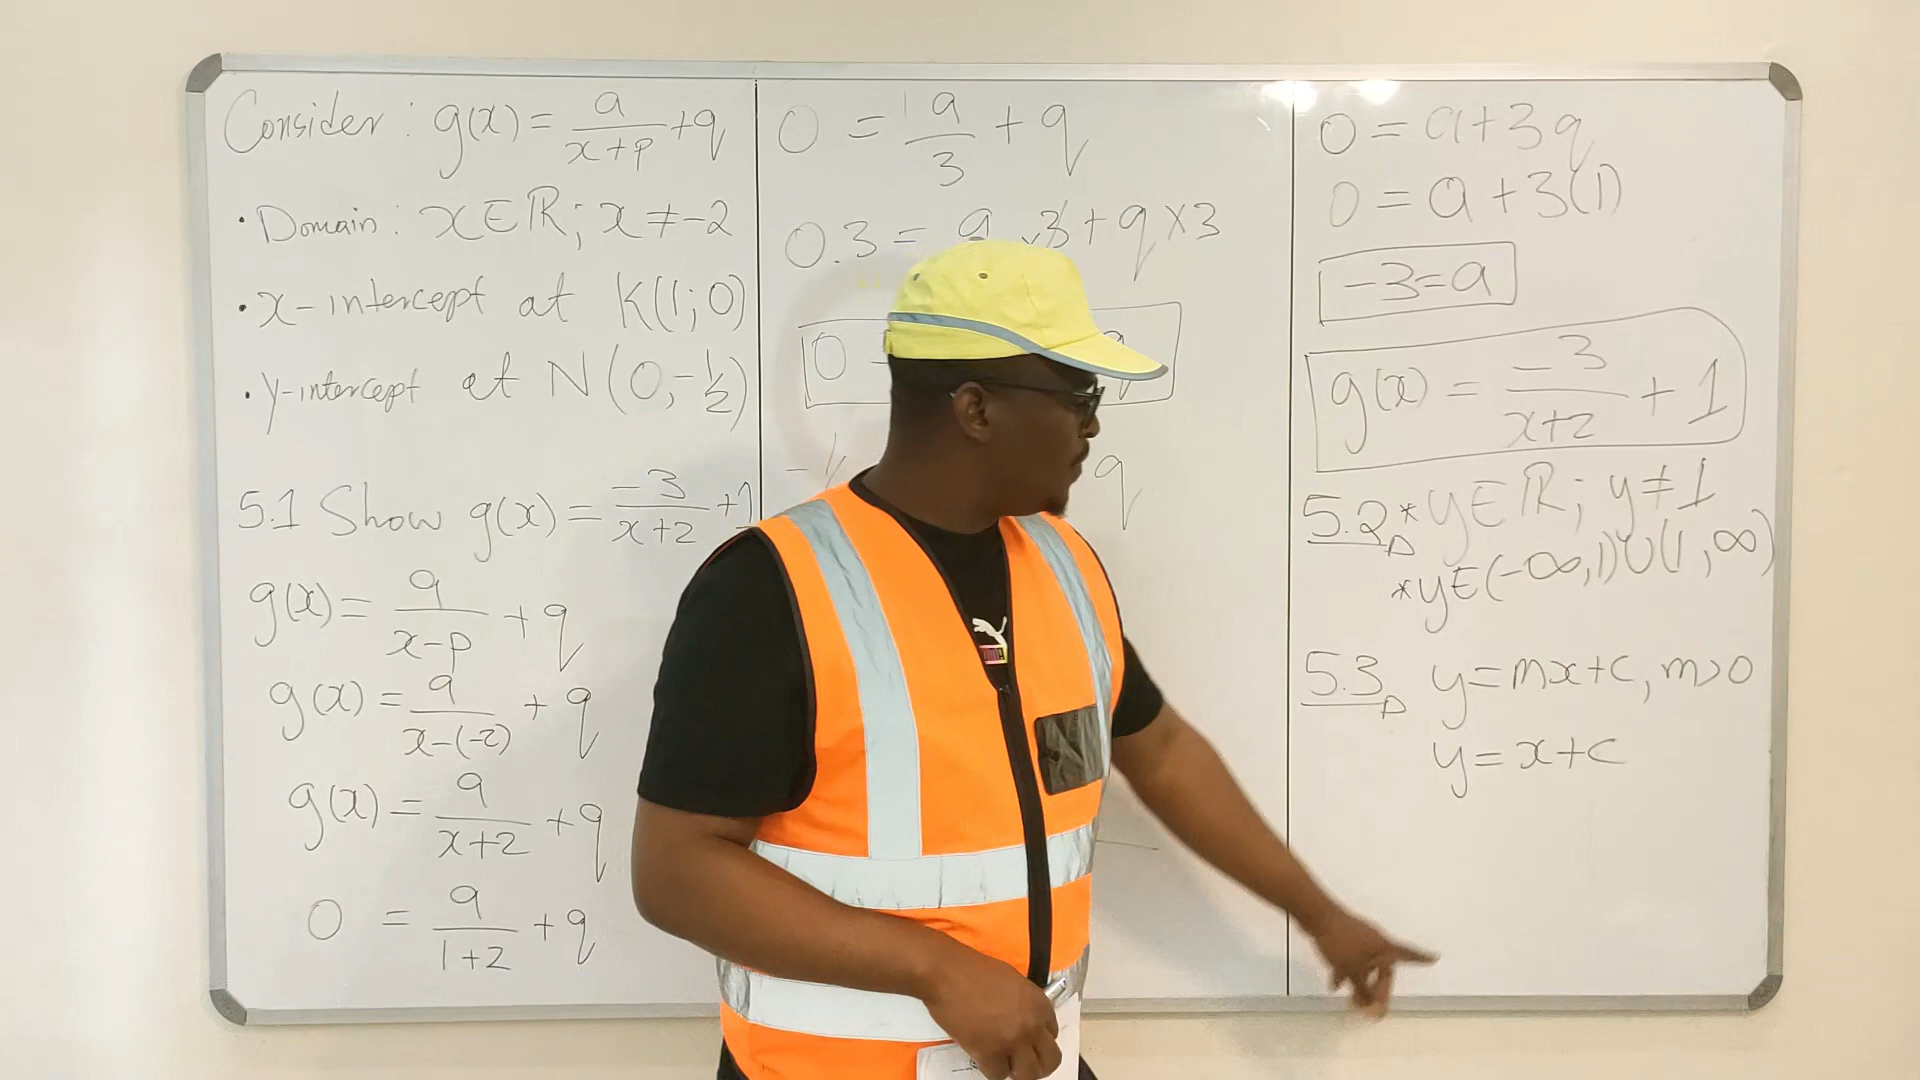 Consider: g(x) = a/(x+p) + q
· Domain: x∈ℝ; x ≠ -2
· x-intercept at K(1;0)
· y-intercept at N(0;-½)
5.1 Show g(x) = -3/(x+2) + 1
g(x) = a/(x-p) + q
g(x) = a/(x-(-2)) + q
g(x) = a/(x+2) + q
0 = a/(1+2) + q
0 = a/3 + q
0.3 = a ×3 + q×3
0
q
0 = a+3q
0 = a+3(1)
-3=a
g(x) = -3/(x+2) + 1
5.2 * y∈ℝ; y≠1
* y∈(-∞,1)∪(1,∞)
5.3 y=mx+c, m>0
y=x+c